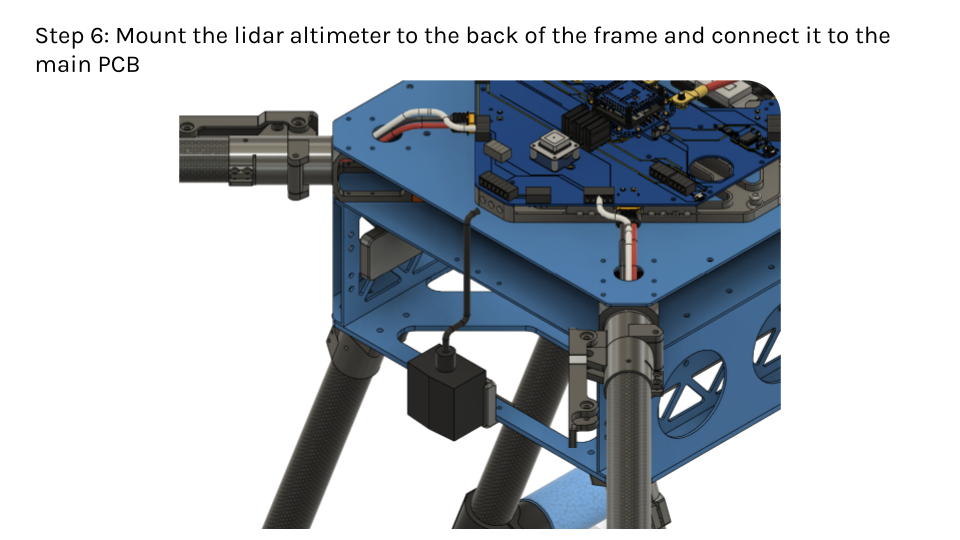 Step 6: Mount the lidar altimeter to the back of the frame and connect it to the
main PCB